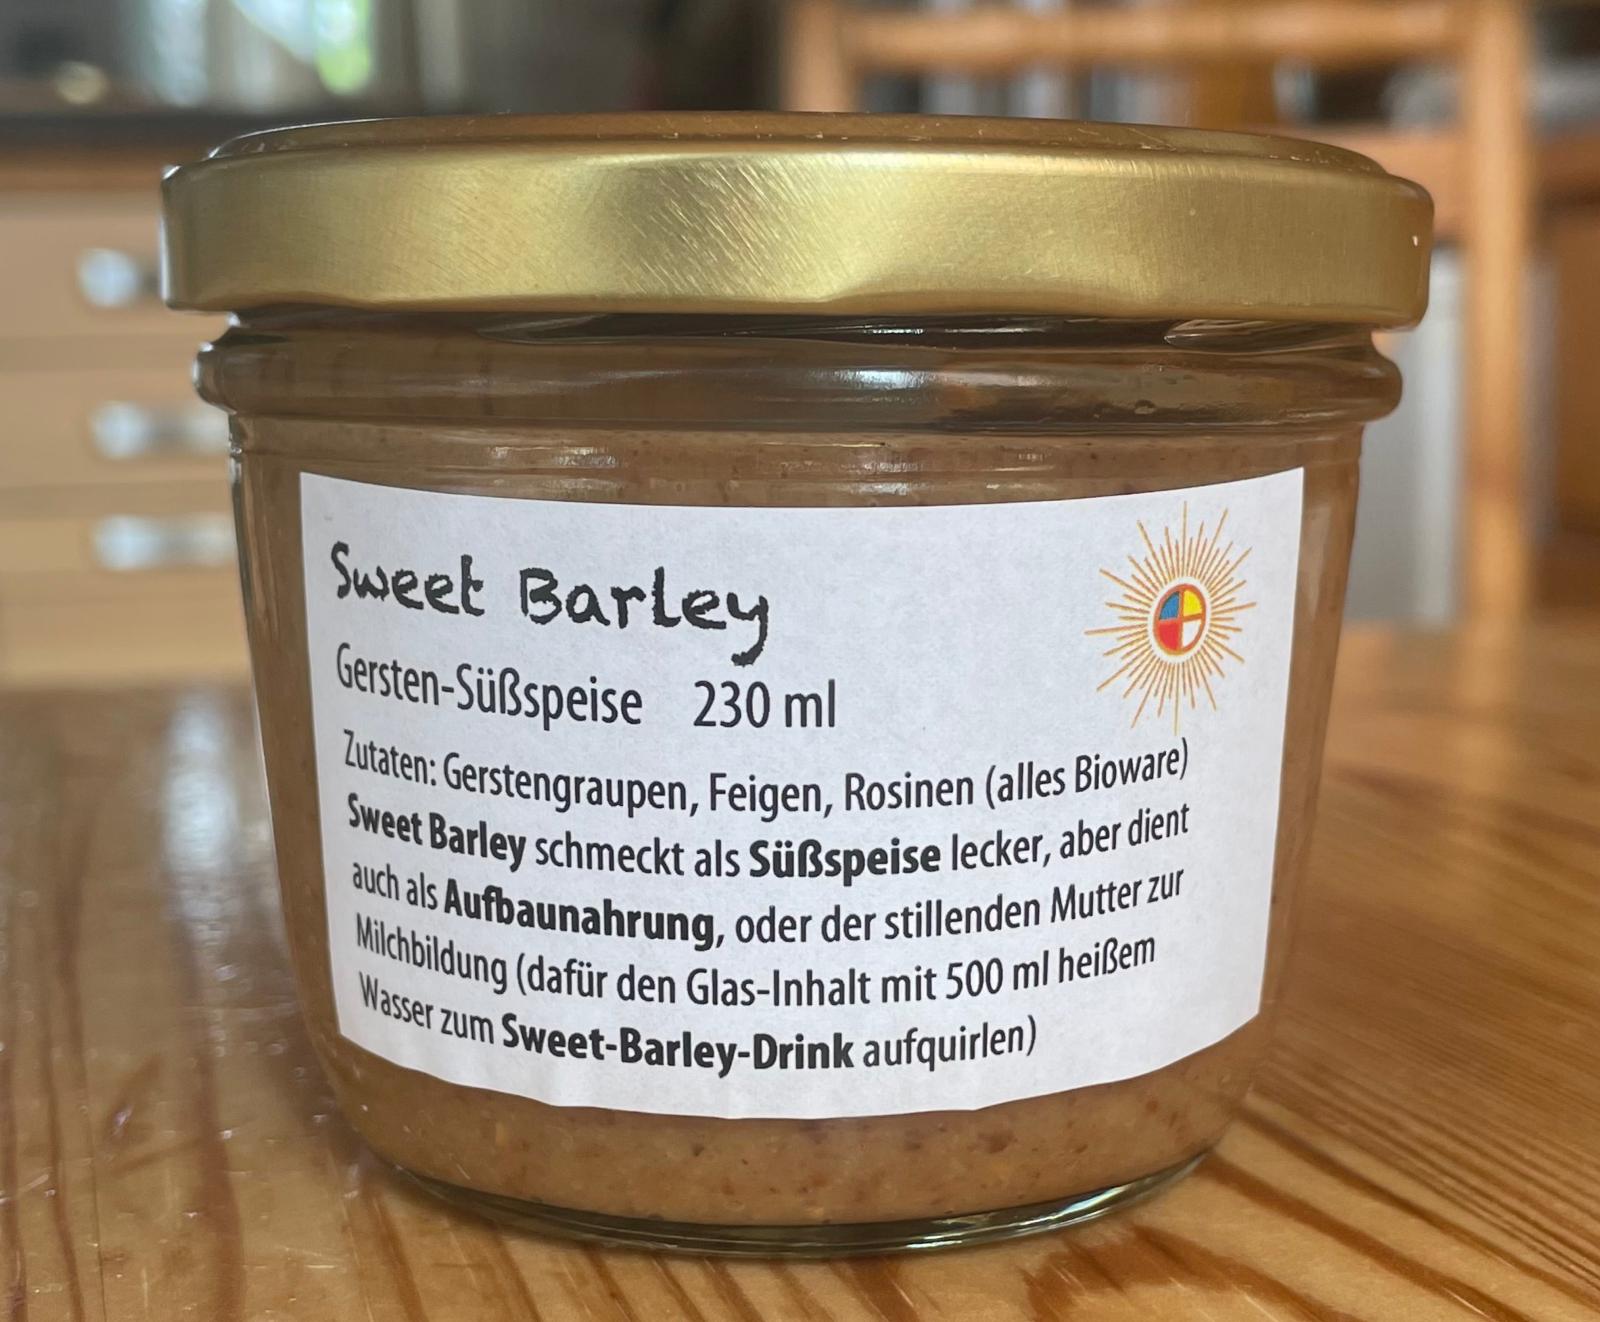 Sweet Barley
Gersten-Süßspeise 230 ml
Zutaten: Gerstengraupen, Feigen, Rosinen (alles Bioware)
Sweet Barley schmeckt als Süßspeise lecker, aber dient
auch als Aufbaunahrung, oder der stillenden Mutter zur
Milchbildung (dafür den Glas-Inhalt mit 500 ml heißem
Wasser zum Sweet-Barley-Drink aufquirlen)